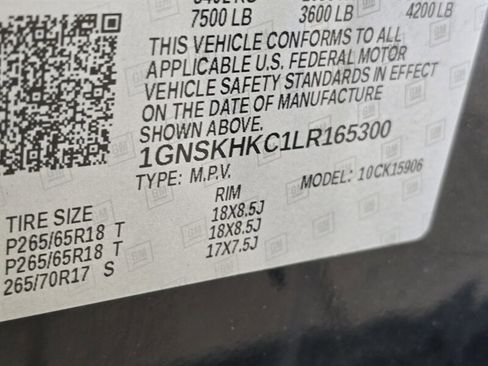 7500 LB 3600 LB 4200 LB
THIS VEHICLE CONFORMS TO ALL
APPLICABLE U.S. FEDERAL MOTOR
VEHICLE SAFETY STANDARDS IN EFFECT
ON THE DATE OF MANUFACTURE
SHOWN ABOVE.
1GNSKHKC1LR165300
TYPE: M.P.V. MODEL: 10CK15906
TIRE SIZE RIM
P265/65R18 T 18X8.5J
P265/65R18 T 18X8.5J
265/70R17 S 17X7.5J